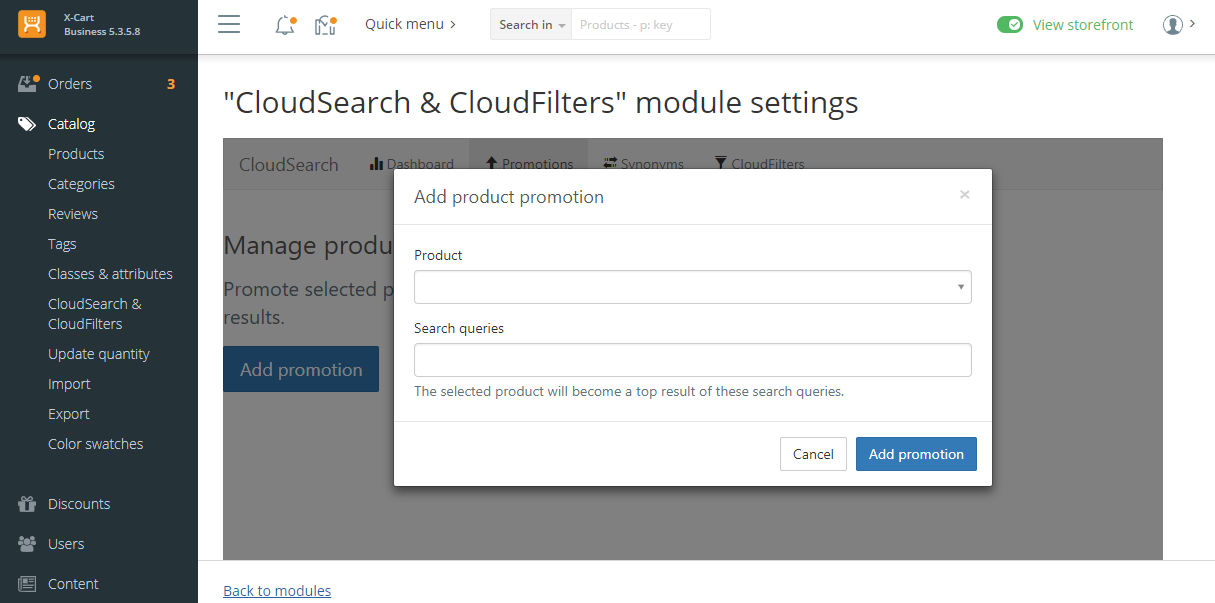 X-Cart
Business 5.3.5.8
Quick menu
Search in
Products - p: key
View storefront
Orders
3
Catalog
Products
Categories
Reviews
Tags
Classes & attributes
CloudSearch &
CloudFilters
Update quantity
Import
Export
Color swatches
Discounts
Users
Content
"CloudSearch & CloudFilters" module settings
CloudSearch
Dashboard
Promotions
Synonyms
CloudFilters
Manage produ
Promote selected p
results.
Add promotion
Add product promotion
×
Product
Search queries
The selected product will become a top result of these search queries.
Cancel
Add promotion
Back to modules